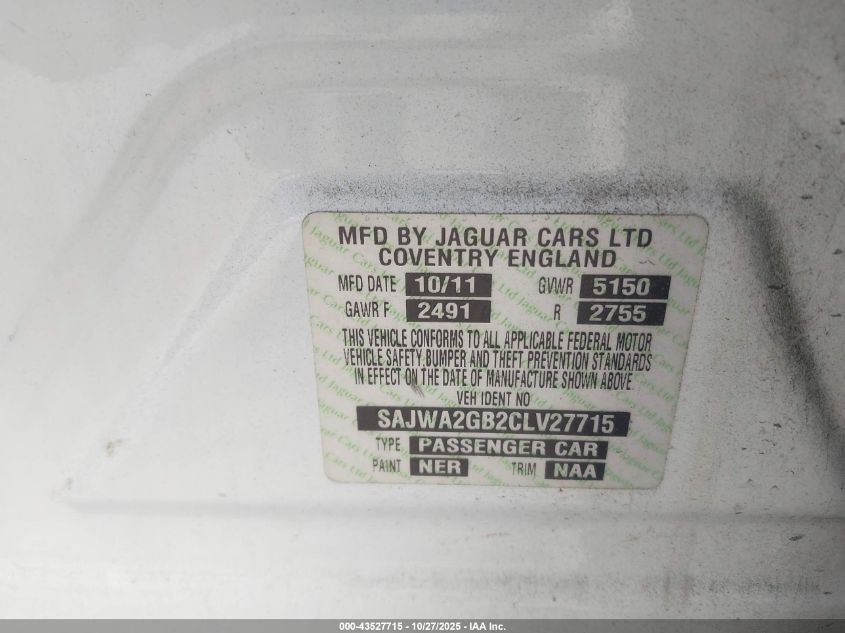 MFD BY JAGUAR CARS LTD
COVENTRY ENGLAND
MFD DATE 10/11 GVWR 5150
GAWR F 2491 R 2755
THIS VEHICLE CONFORMS TO ALL APPLICABLE FEDERAL MOTOR
VEHICLE SAFETY, BUMPER AND THEFT PREVENTION STANDARDS
IN EFFECT ON THE DATE OF MANUFACTURE SHOWN ABOVE.
VEH IDENT NO
SAJWA2GB2CLV27715
TYPE PASSENGER CAR
PAINT NER TRIM NAA
000-43527715 - 10/27/2025 - IAA Inc.